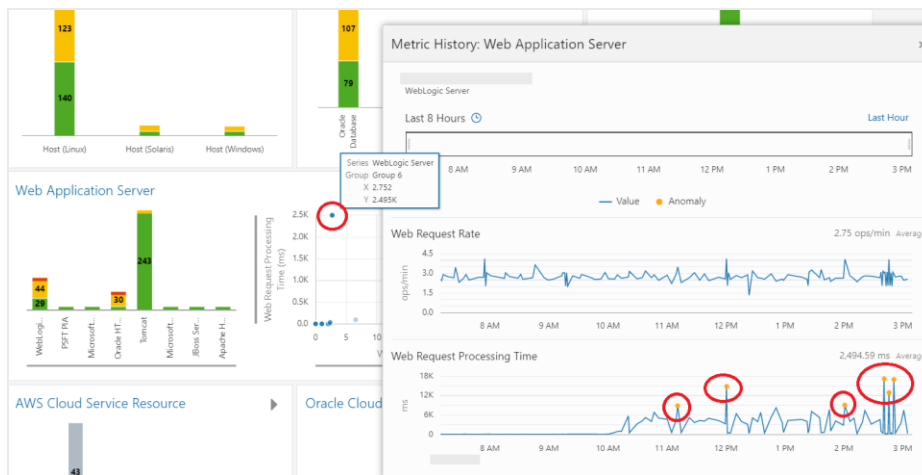 123
140
Host (Linux)
Host (Solaris)
Host (Windows)
107
79
Oracle
Database
Series WebLogic Server
Group Group 6
X 2.752
Y 2.495K
Web Application Server
44
29
30
243
WebLogi...
PSFT PIA
Microsoft...
Oracle HT...
Tomcat
Microsoft...
JBoss Ser...
Apache H...
Web Request Processing
Time (ms)
2.5K
2.0K
0.5K
0.0
0
5
10
AWS Cloud Service Resource
43
Oracle Cloud
Metric History: Web Application Server
WebLogic Server
Last 8 Hours
Last Hour
8 AM
9 AM
10 AM
11 AM
12 PM
1 PM
2 PM
3 PM
Value
Anomaly
Web Request Rate
2.75 ops/min Average
ops/min
4.5
3.0
1.5
0.0
8 AM
9 AM
10 AM
11 AM
12 PM
1 PM
2 PM
3 PM
Web Request Processing Time
2,494.59 ms Average
ms
18K
12K
6K
0
8 AM
9 AM
10 AM
11 AM
12 PM
1 PM
2 PM
3 PM